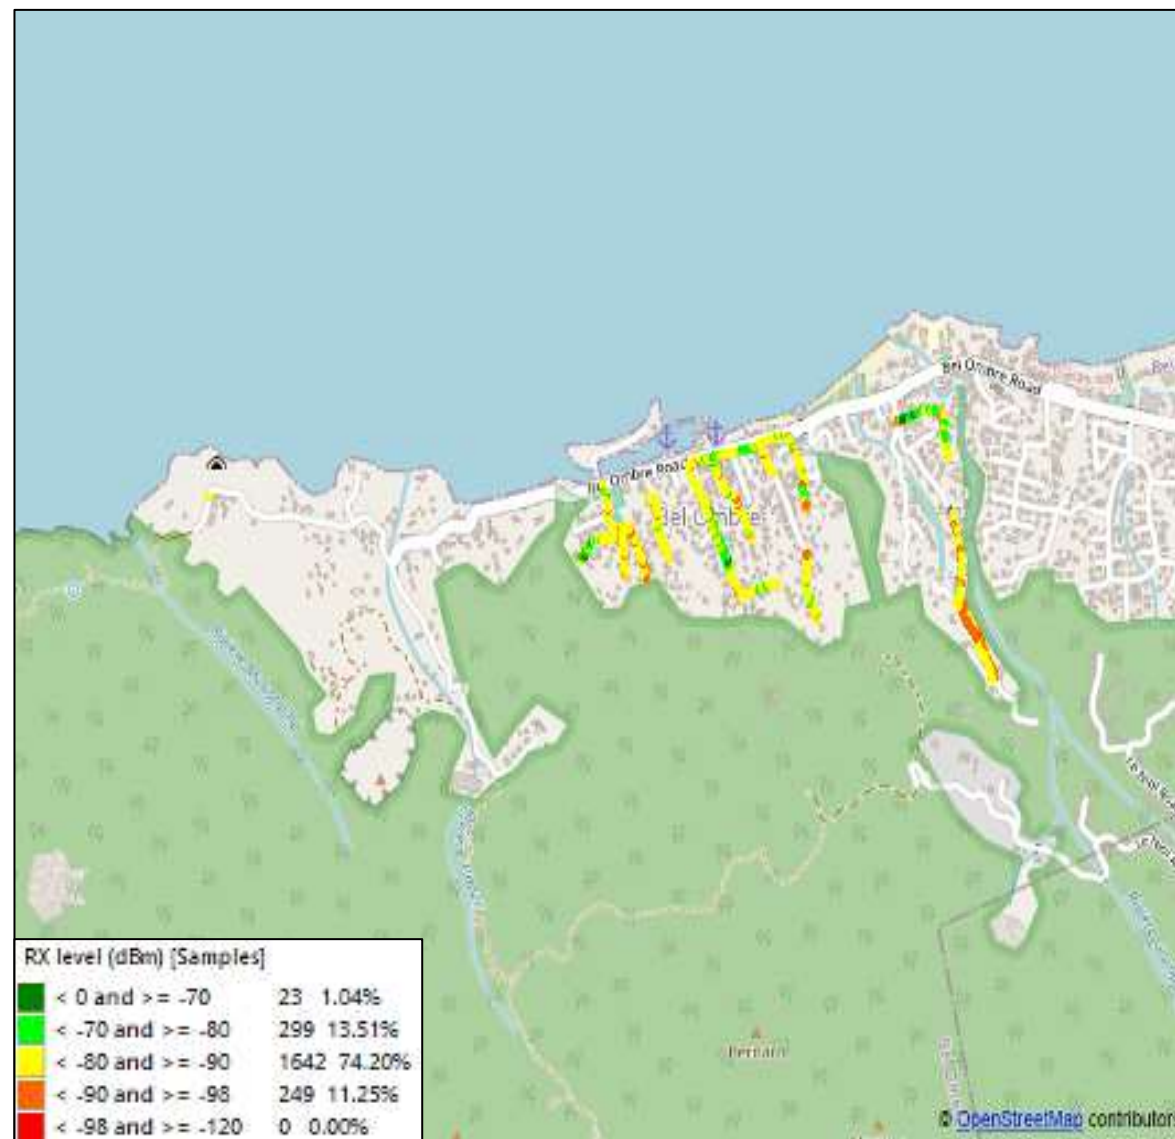 Bel Ombre Road
Bel Ombre Road
Bel Ombre
RX level (dBm) [Samples]
< 0 and >= -70 23 1.04%
< -70 and >= -80 299 13.51%
< -80 and >= -90 1642 74.20%
< -90 and >= -98 249 11.25%
< -98 and >= -120 0 0.00%
© OpenStreetMap contributor